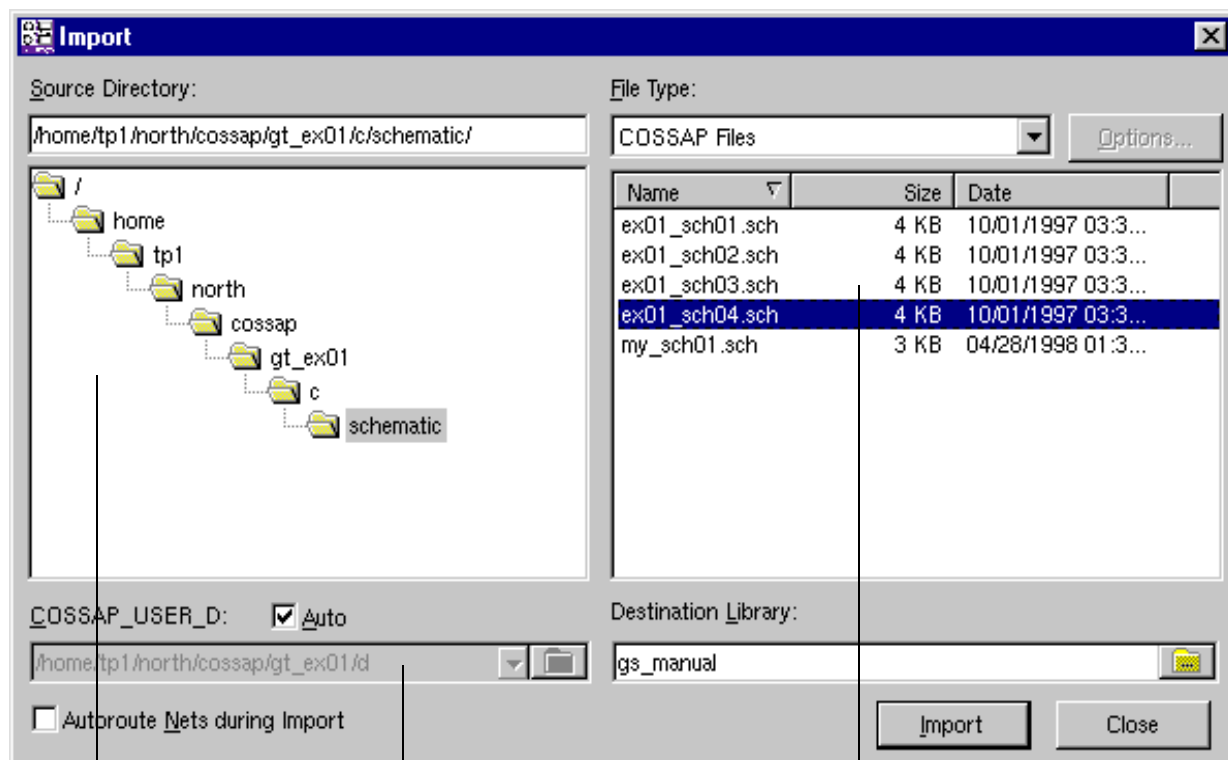 Import
Source Directory:
/home/tp1/north/cossap/gt_ex01/c/schematic/
/
home
tp1
north
cossap
gt_ex01
c
schematic
COSSAP_USER_D: Auto
/home/tp1/north/cossap/gt_ex01/d
Autoroute Nets during Import
File Type:
COSSAP Files
Options...
Name Size Date
ex01_sch01.sch 4 KB 10/01/1997 03:3...
ex01_sch02.sch 4 KB 10/01/1997 03:3...
ex01_sch03.sch 4 KB 10/01/1997 03:3...
ex01_sch04.sch 4 KB 10/01/1997 03:3...
my_sch01.sch 3 KB 04/28/1998 01:3...
Destination Library:
gs_manual
Import
Close